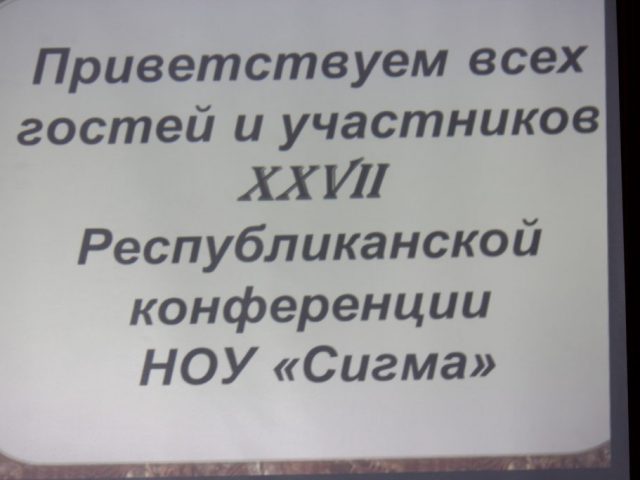 Приветствуем всех
гостей и участников
XXVII
Республиканской
конференции
НОУ «Сигма»